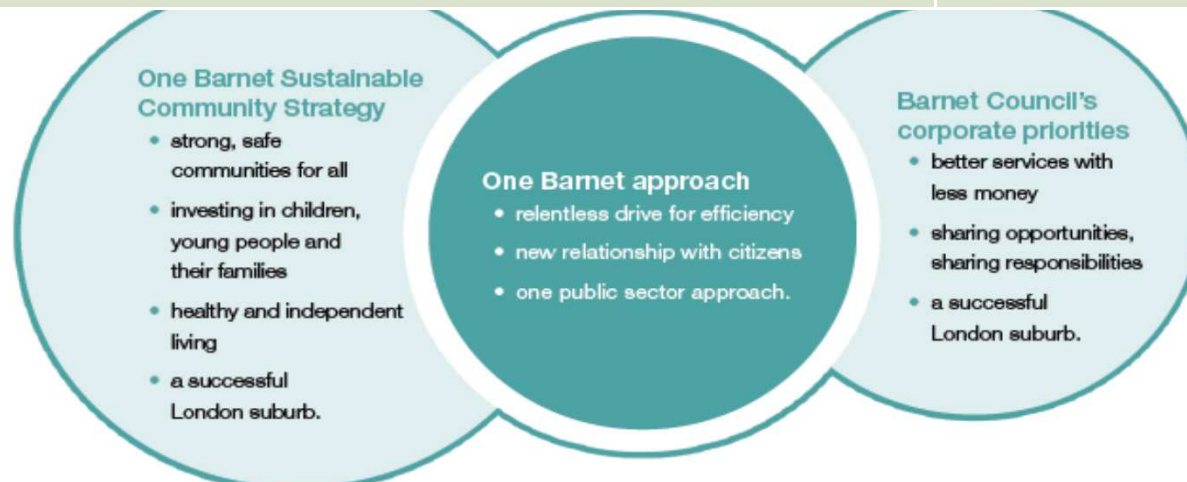 One Barnet Sustainable
Community Strategy
• strong, safe
communities for all
• investing in children,
young people and
their families
• healthy and independent
living
• a successful
London suburb.
One Barnet approach
• relentless drive for efficiency
• new relationship with citizens
• one public sector approach.
Barnet Council's
corporate priorities
• better services with
less money
• sharing opportunities,
sharing responsibilities
• a successful
London suburb.